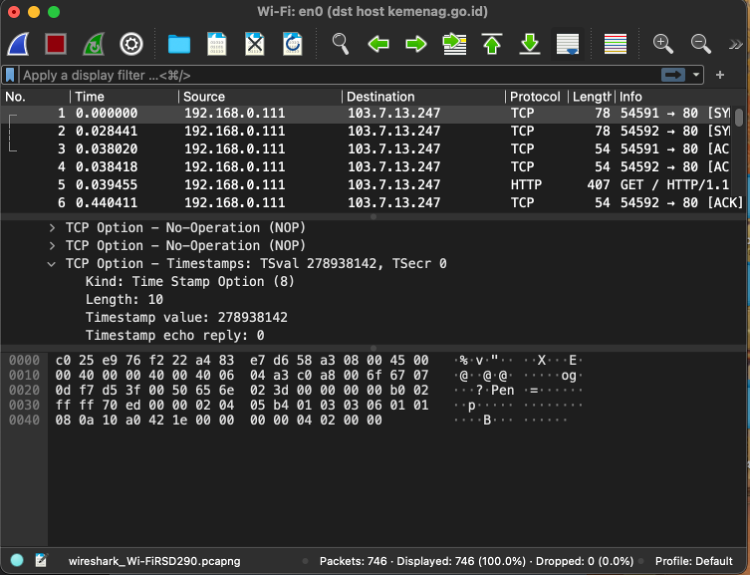 Wi-Fi: en0 (dst host kemenag.go.id)
Apply a display filter ...<⌘/>
No. Time Source Destination Protocol Length Info
1 0.000000 192.168.0.111 103.7.13.247 TCP 78 54591 → 80 [SY
2 0.028441 192.168.0.111 103.7.13.247 TCP 78 54592 → 80 [SY
3 0.038020 192.168.0.111 103.7.13.247 TCP 54 54591 → 80 [AC
4 0.038418 192.168.0.111 103.7.13.247 TCP 54 54592 → 80 [AC
5 0.039455 192.168.0.111 103.7.13.247 HTTP 407 GET / HTTP/1.1
6 0.440411 192.168.0.111 103.7.13.247 TCP 54 54592 → 80 [ACK]
TCP Option – No-Operation (NOP)
TCP Option – No-Operation (NOP)
TCP Option – Timestamps: TSval 278938142, TSecr 0
Kind: Time Stamp Option (8)
Length: 10
Timestamp value: 278938142
Timestamp echo reply: 0
0000 c0 25 e9 76 f2 22 a4 83 e7 d6 58 a3 08 00 45 00 ·%·v·"·· ··X···E·
0010 00 40 00 00 40 00 40 06 04 a3 c0 a8 00 6f 67 07 ·@··@·@· ·····og·
0020 0d f7 d5 3f 00 50 65 6e 02 3d 00 00 00 00 b0 02 ···?·Pen ·=······
0030 ff ff 70 ed 00 00 02 04 05 b4 01 03 03 06 01 01 ··p····· ········
0040 08 0a 10 a0 42 1e 00 00 00 00 04 02 00 00 ····B··· ······
wireshark_Wi-FiRSD290.pcapng Packets: 746 · Displayed: 746 (100.0%) · Dropped: 0 (0.0%) Profile: Default